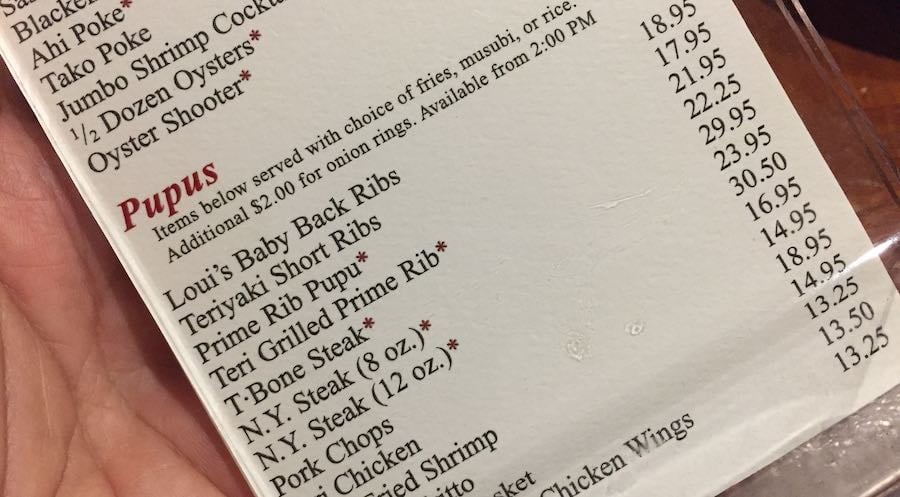 Ahi Poke*
Tako Poke
Jumbo Shrimp Cockta
1/2 Dozen Oysters*
Oyster Shooter*
Pupus
Items below served with choice of fries, musubi, or rice.
Additional $2.00 for onion rings. Available from 2:00 PM
Loui's Baby Back Ribs 18.95
Teriyaki Short Ribs 17.95
Prime Rib Pupu* 21.95
Teri Grilled Prime Rib* 22.25
T-Bone Steak* 29.95
N.Y. Steak (8 oz.)* 23.95
N.Y. Steak (12 oz.)* 30.50
Pork Chops 16.95
Chicken 14.95
Fried Shrimp 18.95
14.95
13.25
Chicken Wings 13.50
13.25